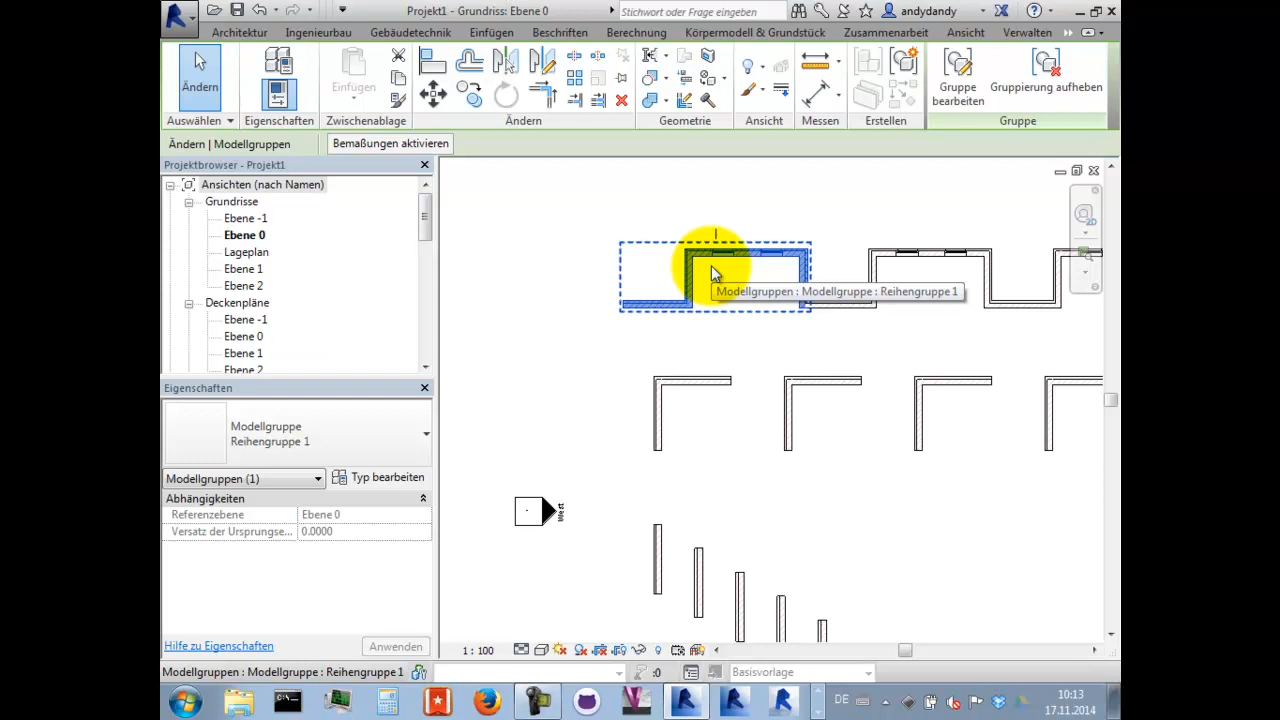 Projekt1 - Grundriss: Ebene 0
Stichwort oder Frage eingeben
andydandy
Architektur
Ingenieurbau
Gebäudetechnik
Einfügen
Beschriften
Berechnung
Körpermodell & Grundstück
Zusammenarbeit
Ansicht
Verwalten
Ändern
Einfügen
Gruppe bearbeiten
Gruppierung aufheben
Auswählen
Eigenschaften
Zwischenablage
Ändern
Geometrie
Ansicht
Messen
Erstellen
Gruppe
Ändern | Modellgruppen
Bemaßungen aktivieren
Projektbrowser - Projekt1
Ansichten (nach Namen)
Grundrisse
Ebene -1
Ebene 0
Lageplan
Ebene 1
Ebene 2
Deckenpläne
Ebene -1
Ebene 0
Ebene 1
Ebene 2
Eigenschaften
Modellgruppe
Reihengruppe 1
Modellgruppen (1)
Typ bearbeiten
Abhängigkeiten
Referenzebene
Ebene 0
Versatz der Ursprungse...
0.0000
Hilfe zu Eigenschaften
Anwenden
2D
Modellgruppen : Modellgruppe : Reihengruppe 1
West
1 : 100
Modellgruppen : Modellgruppe : Reihengruppe 1
:0
Basisvorlage
DE
10:13
17.11.2014